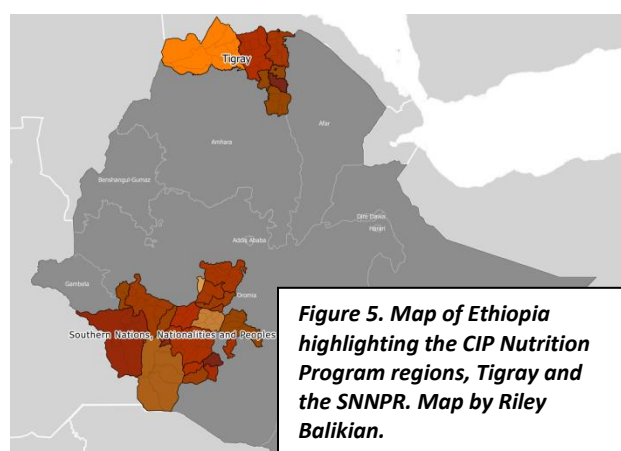 Tigray
Afar
Amhara
Benshangul-Gumaz
Dire Dawa
Harari
Addis Ababa
Gambela
Oromia
Southern Nations, Nationalities and Peoples
Figure 5. Map of Ethiopia
highlighting the CIP Nutrition
Program regions, Tigray and
the SNNPR. Map by Riley
Balikian.